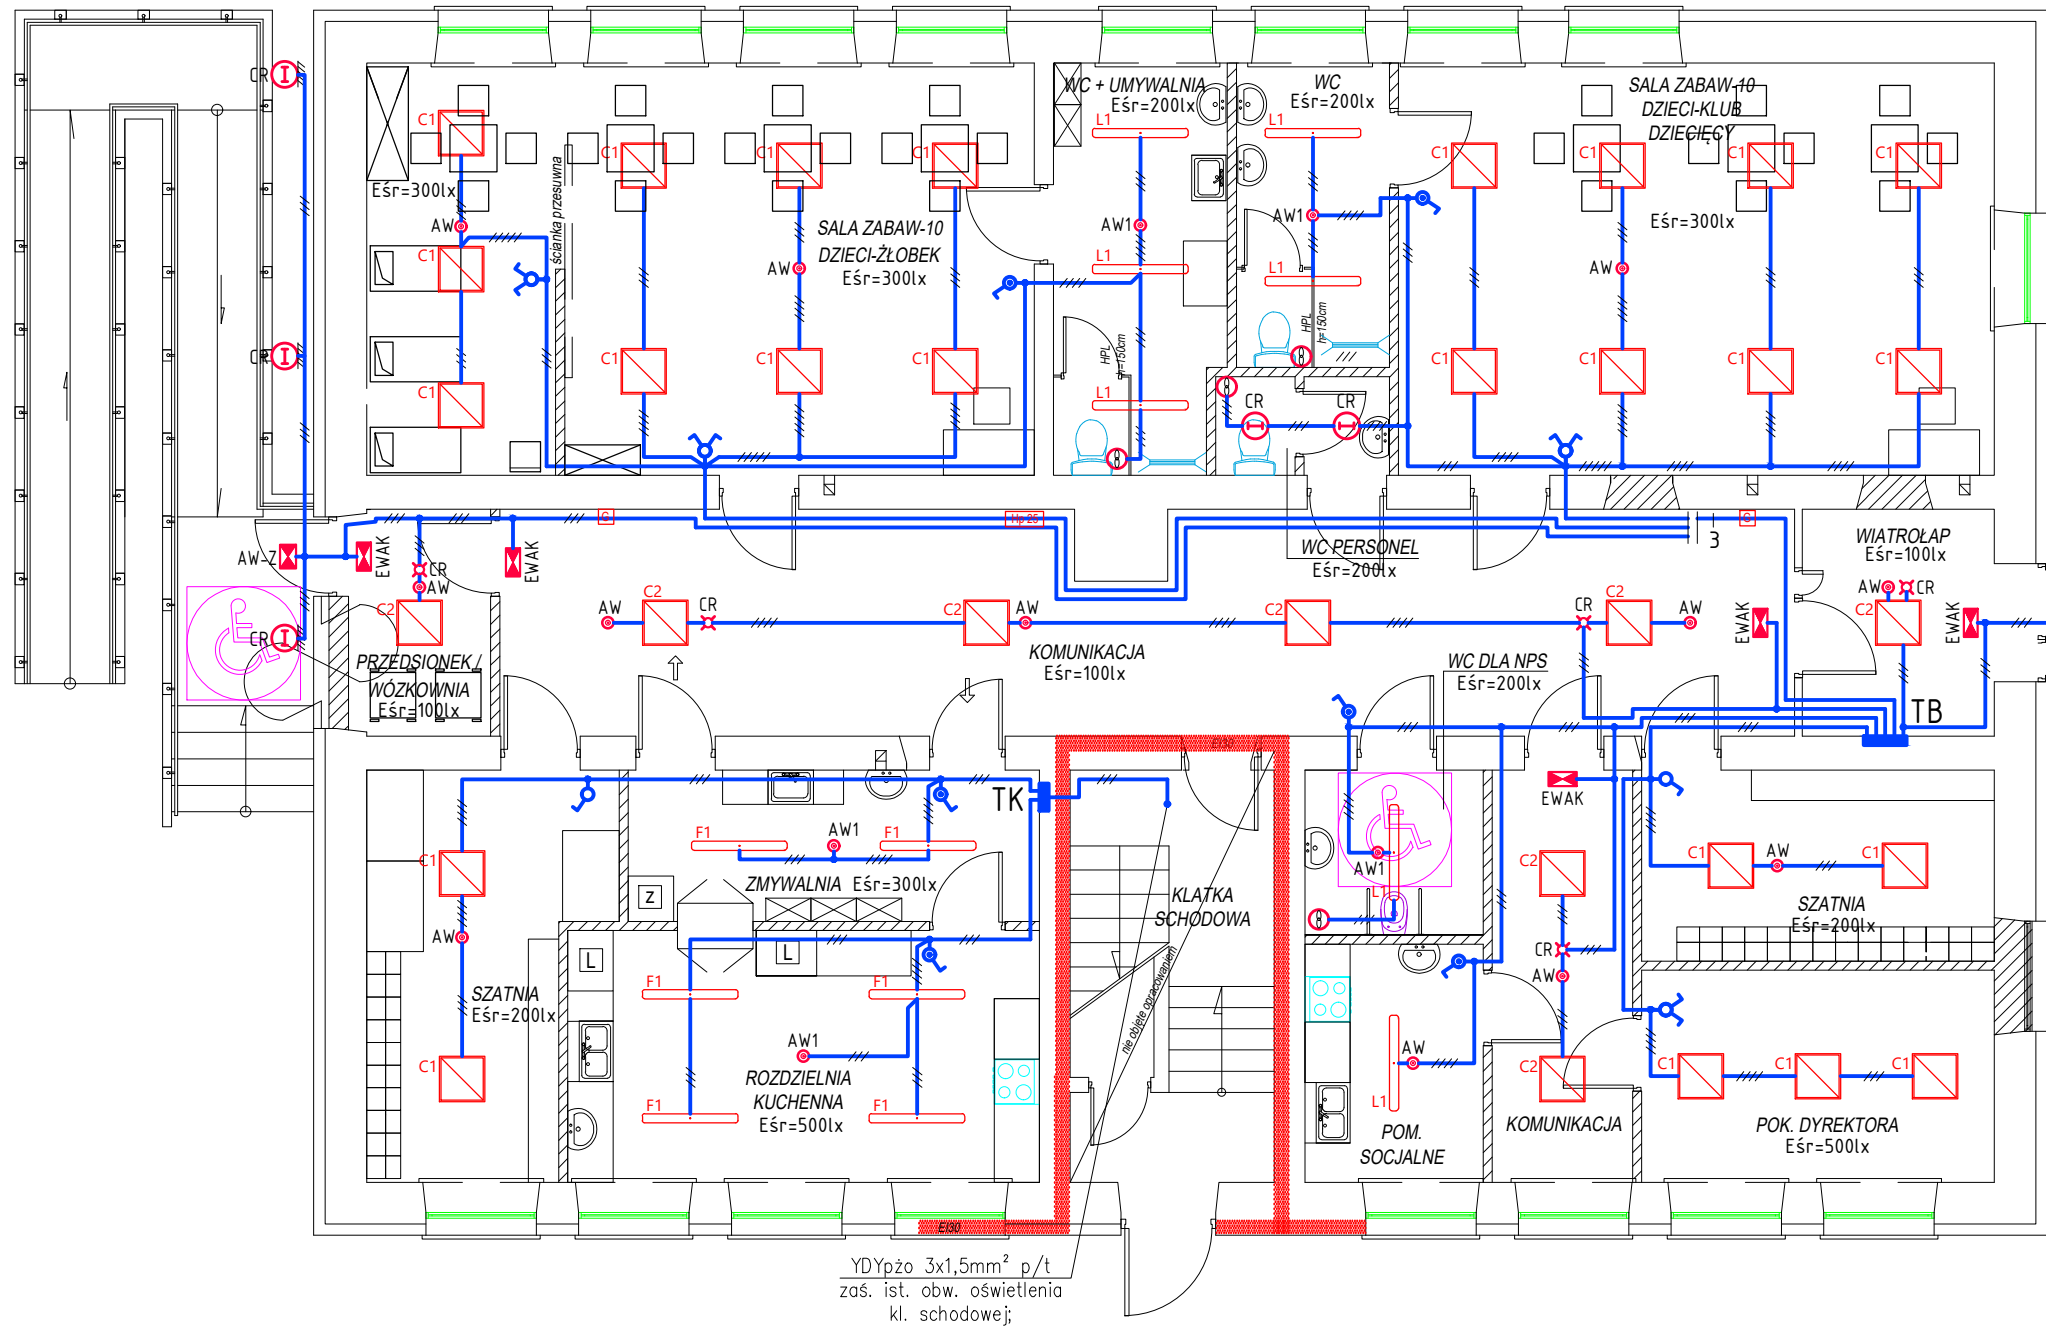 CR
C1
Eśr=300lx
AW
C1
C1
ścianka przesuwna
C1
C1
C1
SALA ZABAW-10
DZIECI-ŻŁOBEK
Eśr=300lx
AW
C1
C1
C1
WC + UMYWALNIA
Eśr=200lx
L1
AW1
L1
HPL
h=150cm
L1
WC
Eśr=200lx
L1
AW1
L1
HPL
h=150cm
CR
CR
SALA ZABAW-10
DZIECI-KLUB
DZIECIĘCY
C1
C1
C1
C1
Eśr=300lx
AW
C1
C1
C1
C1
CR
AW-Z
EWAK
CR
AW
C2
EWAK
G
Hp 25
WC PERSONEL
Eśr=200lx
3
G
WIATROŁAP
Eśr=100lx
AW
CR
C2
EWAK
EWAK
CR
PRZEDSIONEK /
WÓZKOWNIA
Eśr=100lx
AW
C2
CR
C2
AW
C2
CR
C2
AW
KOMUNIKACJA
Eśr=100lx
WC DLA NPS
Eśr=200lx
TB
EI30
TK
C1
AW
SZATNIA
Eśr=200lx
C1
F1
AW1
F1
ZMYWALNIA Eśr=300lx
Z
L
L
F1
F1
AW1
ROZDZIELNIA
KUCHENNA
Eśr=500lx
F1
F1
KLATKA
SCHODOWA
nie objęte opracowaniem
AW1
L1
EWAK
C2
CR
AW
C2
KOMUNIKACJA
AW
L1
POM.
SOCJALNE
C1
AW
C1
SZATNIA
Eśr=200lx
C1
C1
C1
POK. DYREKTORA
Eśr=500lx
EI30
YDYpżo 3x1,5mm² p/t
zaś. ist. obw. oświetlenia
kl. schodowej;